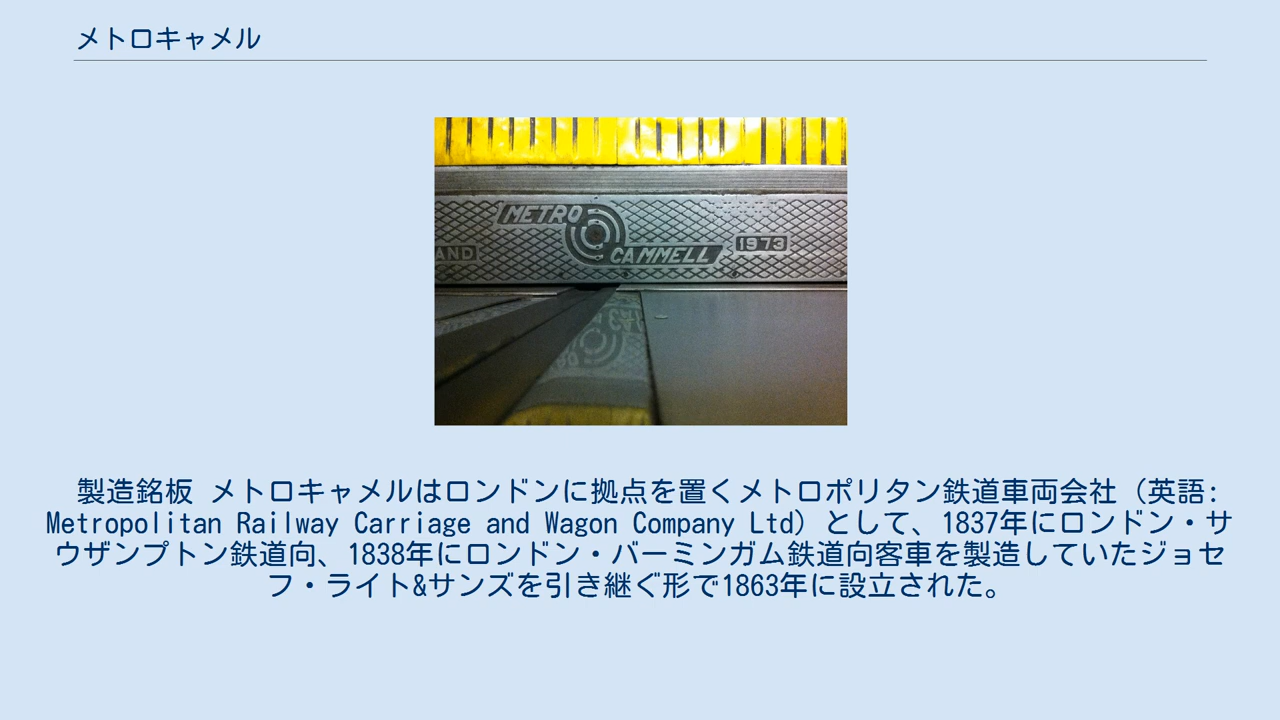 メトロキャメル
METRO
CAMMELL
1973
AND
製造銘板 メトロキャメルはロンドンに拠点を置くメトロポリタン鉄道車両会社（英語:
Metropolitan Railway Carriage and Wagon Company Ltd）として、1837年にロンドン・サ
ウザンプトン鉄道向、1838年にロンドン・バーミンガム鉄道向客車を製造していたジョセ
フ・ライト&サンズを引き継ぐ形で1863年に設立された。